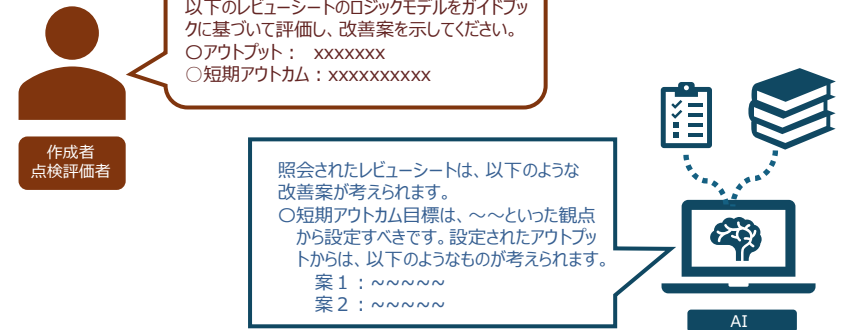 以下のレビューシートのロジックモデルをガイドブッ
クに基づいて評価し、改善案を示してください。
〇アウトプット： xxxxxxx
○短期アウトカム：xxxxxxxxxx
作成者
点検評価者
照会されたレビューシートは、以下のような
改善案が考えられます。
〇短期アウトカム目標は、～～といった観点
から設定すべきです。設定されたアウトプッ
トからは、以下のようなものが考えられます。
案１：~~~~~
案２：~~~~~
AI